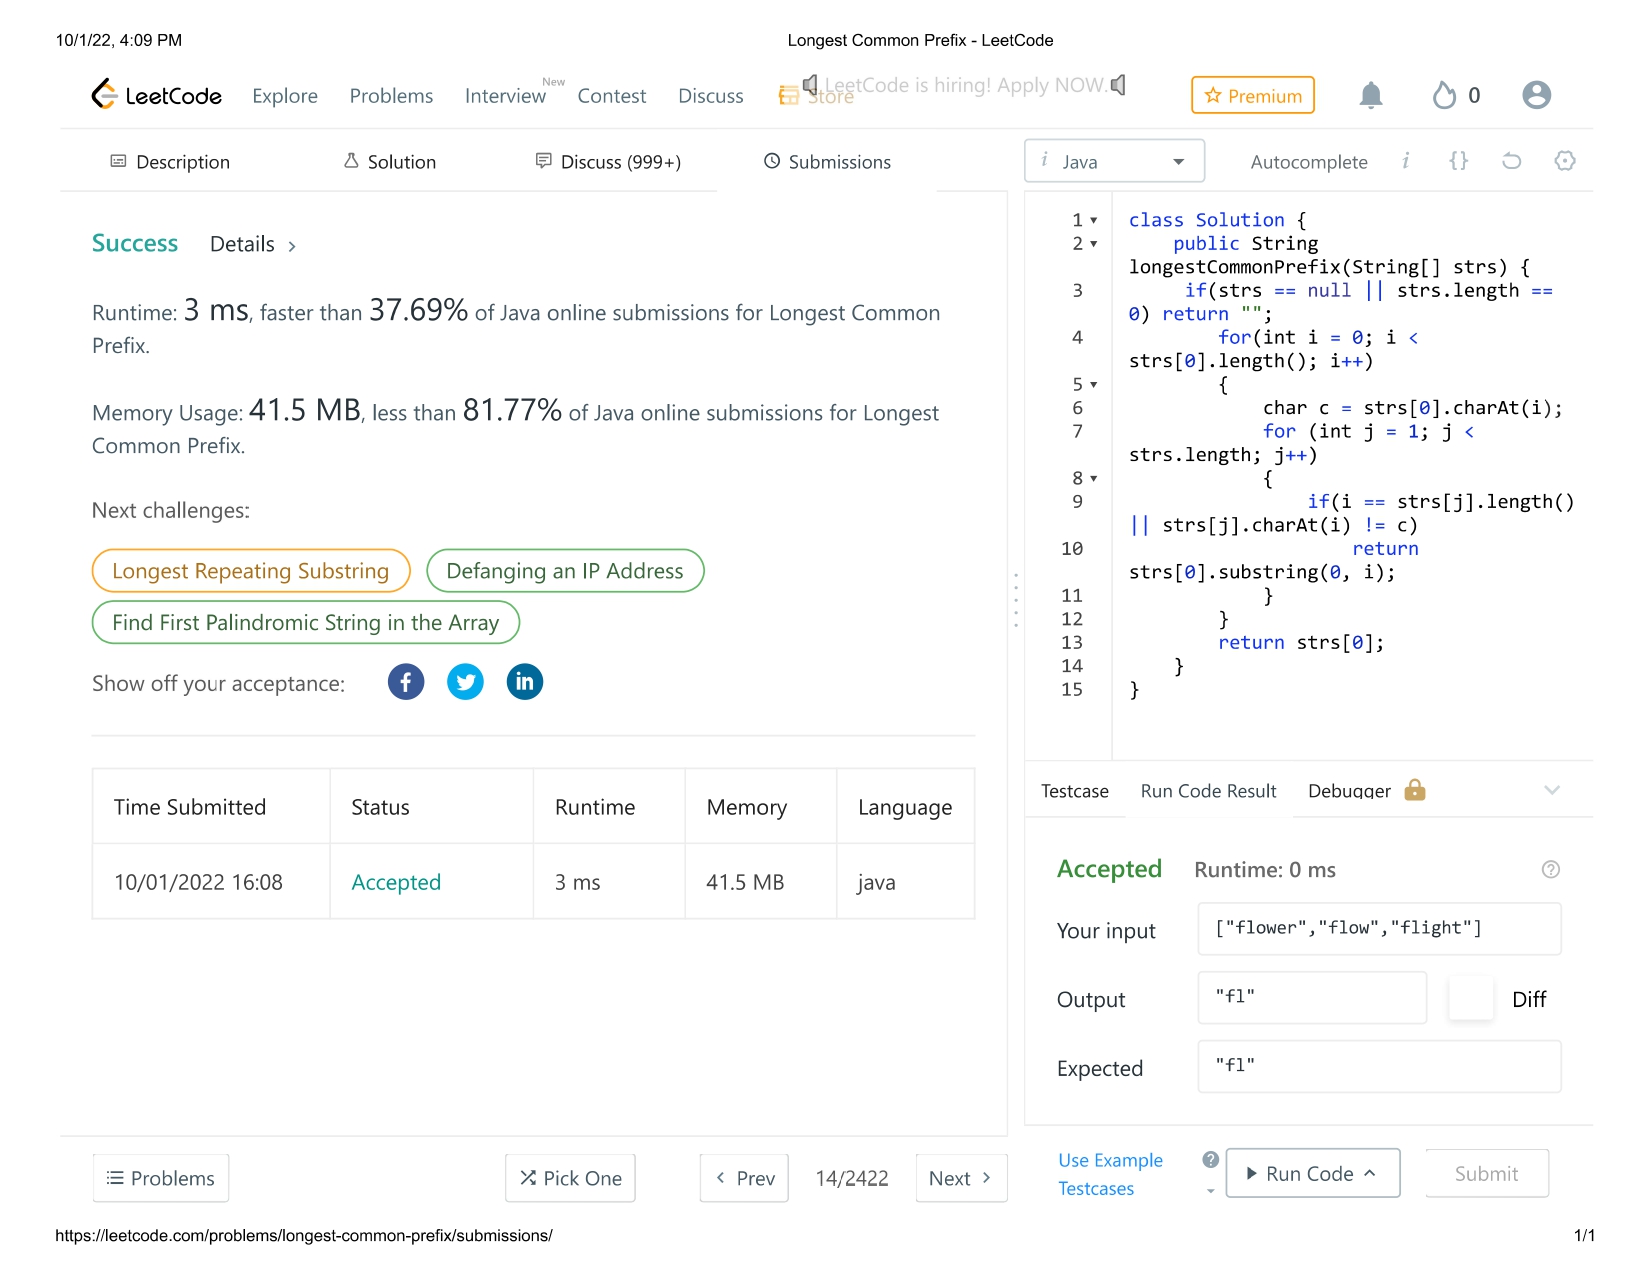 10/1/22, 4:09 PM
Longest Common Prefix - LeetCode
LeetCode
Explore
Problems
Interview
New
Contest
Discuss
Store
LeetCode is hiring! Apply NOW.
Premium
0
Description
Solution
Discuss (999+)
Submissions
Success
Details
Runtime: 3 ms, faster than 37.69% of Java online submissions for Longest Common
Prefix.
Memory Usage: 41.5 MB, less than 81.77% of Java online submissions for Longest
Common Prefix.
Next challenges:
Longest Repeating Substring
Defanging an IP Address
Find First Palindromic String in the Array
Show off your acceptance:
Time Submitted
Status
Runtime
Memory
Language
10/01/2022 16:08
Accepted
3 ms
41.5 MB
java
Problems
Pick One
Prev
14/2422
Next
i Java
Autocomplete
i
{}
1 class Solution {
2     public String
longestCommonPrefix(String[] strs) {
3      if(strs == null || strs.length ==
0) return "";
4         for(int i = 0; i <
strs[0].length(); i++)
5         {
6             char c = strs[0].charAt(i);
7             for (int j = 1; j <
strs.length; j++)
8             {
9                 if(i == strs[j].length()
|| strs[j].charAt(i) != c)
10                     return
strs[0].substring(0, i);
11             }
12         }
13         return strs[0];
14     }
15 }
Testcase
Run Code Result
Debugger
Accepted
Runtime: 0 ms
?
Your input
["flower","flow","flight"]
Output
"fl"
Diff
Expected
"fl"
Use Example
Testcases
?
Run Code
Submit
https://leetcode.com/problems/longest-common-prefix/submissions/
1/1